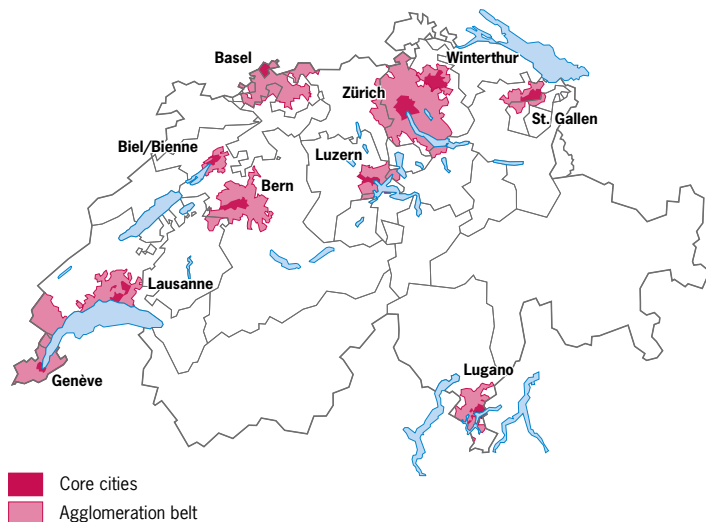 Basel
Winterthur
Zürich
St. Gallen
Biel/Bienne
Luzern
Bern
Lausanne
Genève
Lugano
Core cities
Agglomeration belt